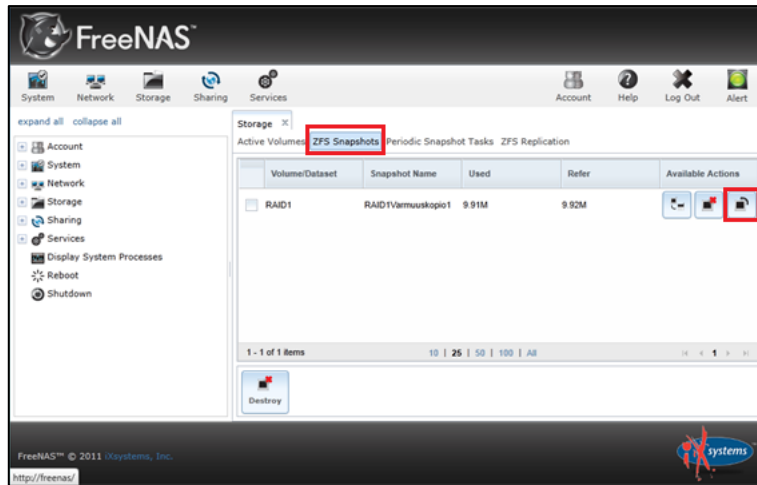 FreeNAS™
System Network Storage Sharing Services Account Help Log Out Alert
expand all collapse all
Account
System
Network
Storage
Sharing
Services
Display System Processes
Reboot
Shutdown
Storage X
Active Volumes ZFS Snapshots Periodic Snapshot Tasks ZFS Replication
Volume/Dataset Snapshot Name Used Refer Available Actions
RAID1 RAID1Varmuuskopio1 9.91M 9.92M
1 - 1 of 1 items 10 | 25 | 50 | 100 | All 1
Destroy
FreeNAS™ © 2011 iXsystems, Inc.
iXsystems
http://freenas/